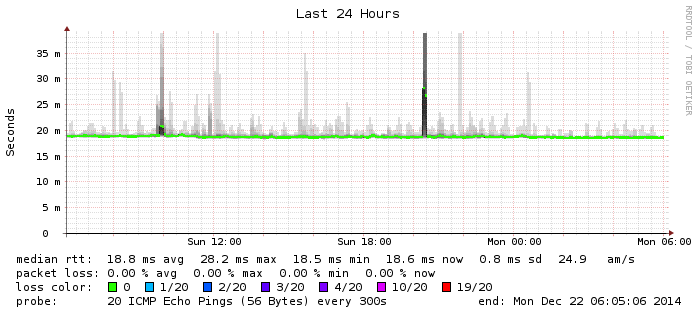 Last 24 Hours
RRDTOOL / TOBI OETIKER
Seconds
35 m
30 m
25 m
20 m
15 m
10 m
5 m
0
Sun 12:00 Sun 18:00 Mon 00:00 Mon 06:00
median rtt: 18.8 ms avg 28.2 ms max 18.5 ms min 18.6 ms now 0.8 ms sd 24.9 am/s
packet loss: 0.00 % avg 0.00 % max 0.00 % min 0.00 % now
loss color: 0 1/20 2/20 3/20 4/20 10/20 19/20
probe: 20 ICMP Echo Pings (56 Bytes) every 300s end: Mon Dec 22 06:05:06 2014